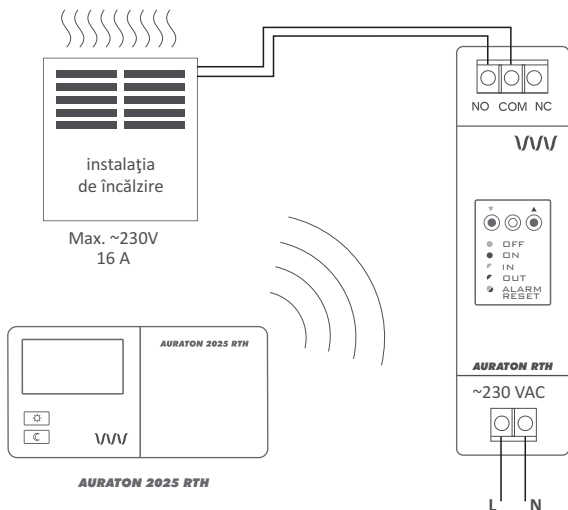 instalaţia
de încălzire
Max. ~230V
16 A
NO COM NC
OFF
ON
IN
OUT
ALARM
RESET
AURATON RTH
~230 VAC
L N
AURATON 2025 RTH
AURATON 2025 RTH